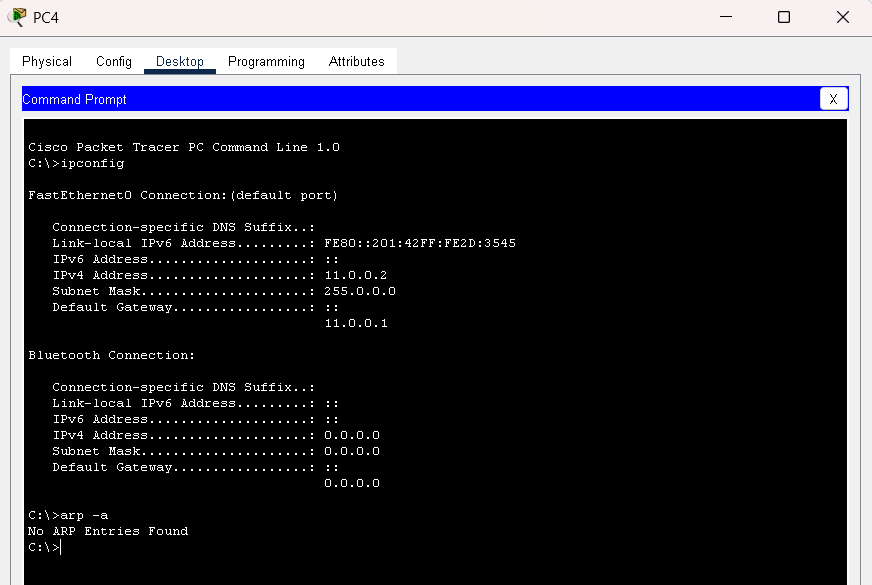 PC4
Physical Config Desktop Programming Attributes
Command Prompt
X
Cisco Packet Tracer PC Command Line 1.0
C:\>ipconfig
FastEthernet0 Connection:(default port)
Connection-specific DNS Suffix..:
Link-local IPv6 Address.........: FE80::201:42FF:FE2D:3545
IPv6 Address....................: ::
IPv4 Address....................: 11.0.0.2
Subnet Mask.....................: 255.0.0.0
Default Gateway.................: ::
11.0.0.1
Bluetooth Connection:
Connection-specific DNS Suffix..:
Link-local IPv6 Address.........: ::
IPv6 Address....................: ::
IPv4 Address....................: 0.0.0.0
Subnet Mask.....................: 0.0.0.0
Default Gateway.................: ::
0.0.0.0
C:\>arp -a
No ARP Entries Found
C:\>